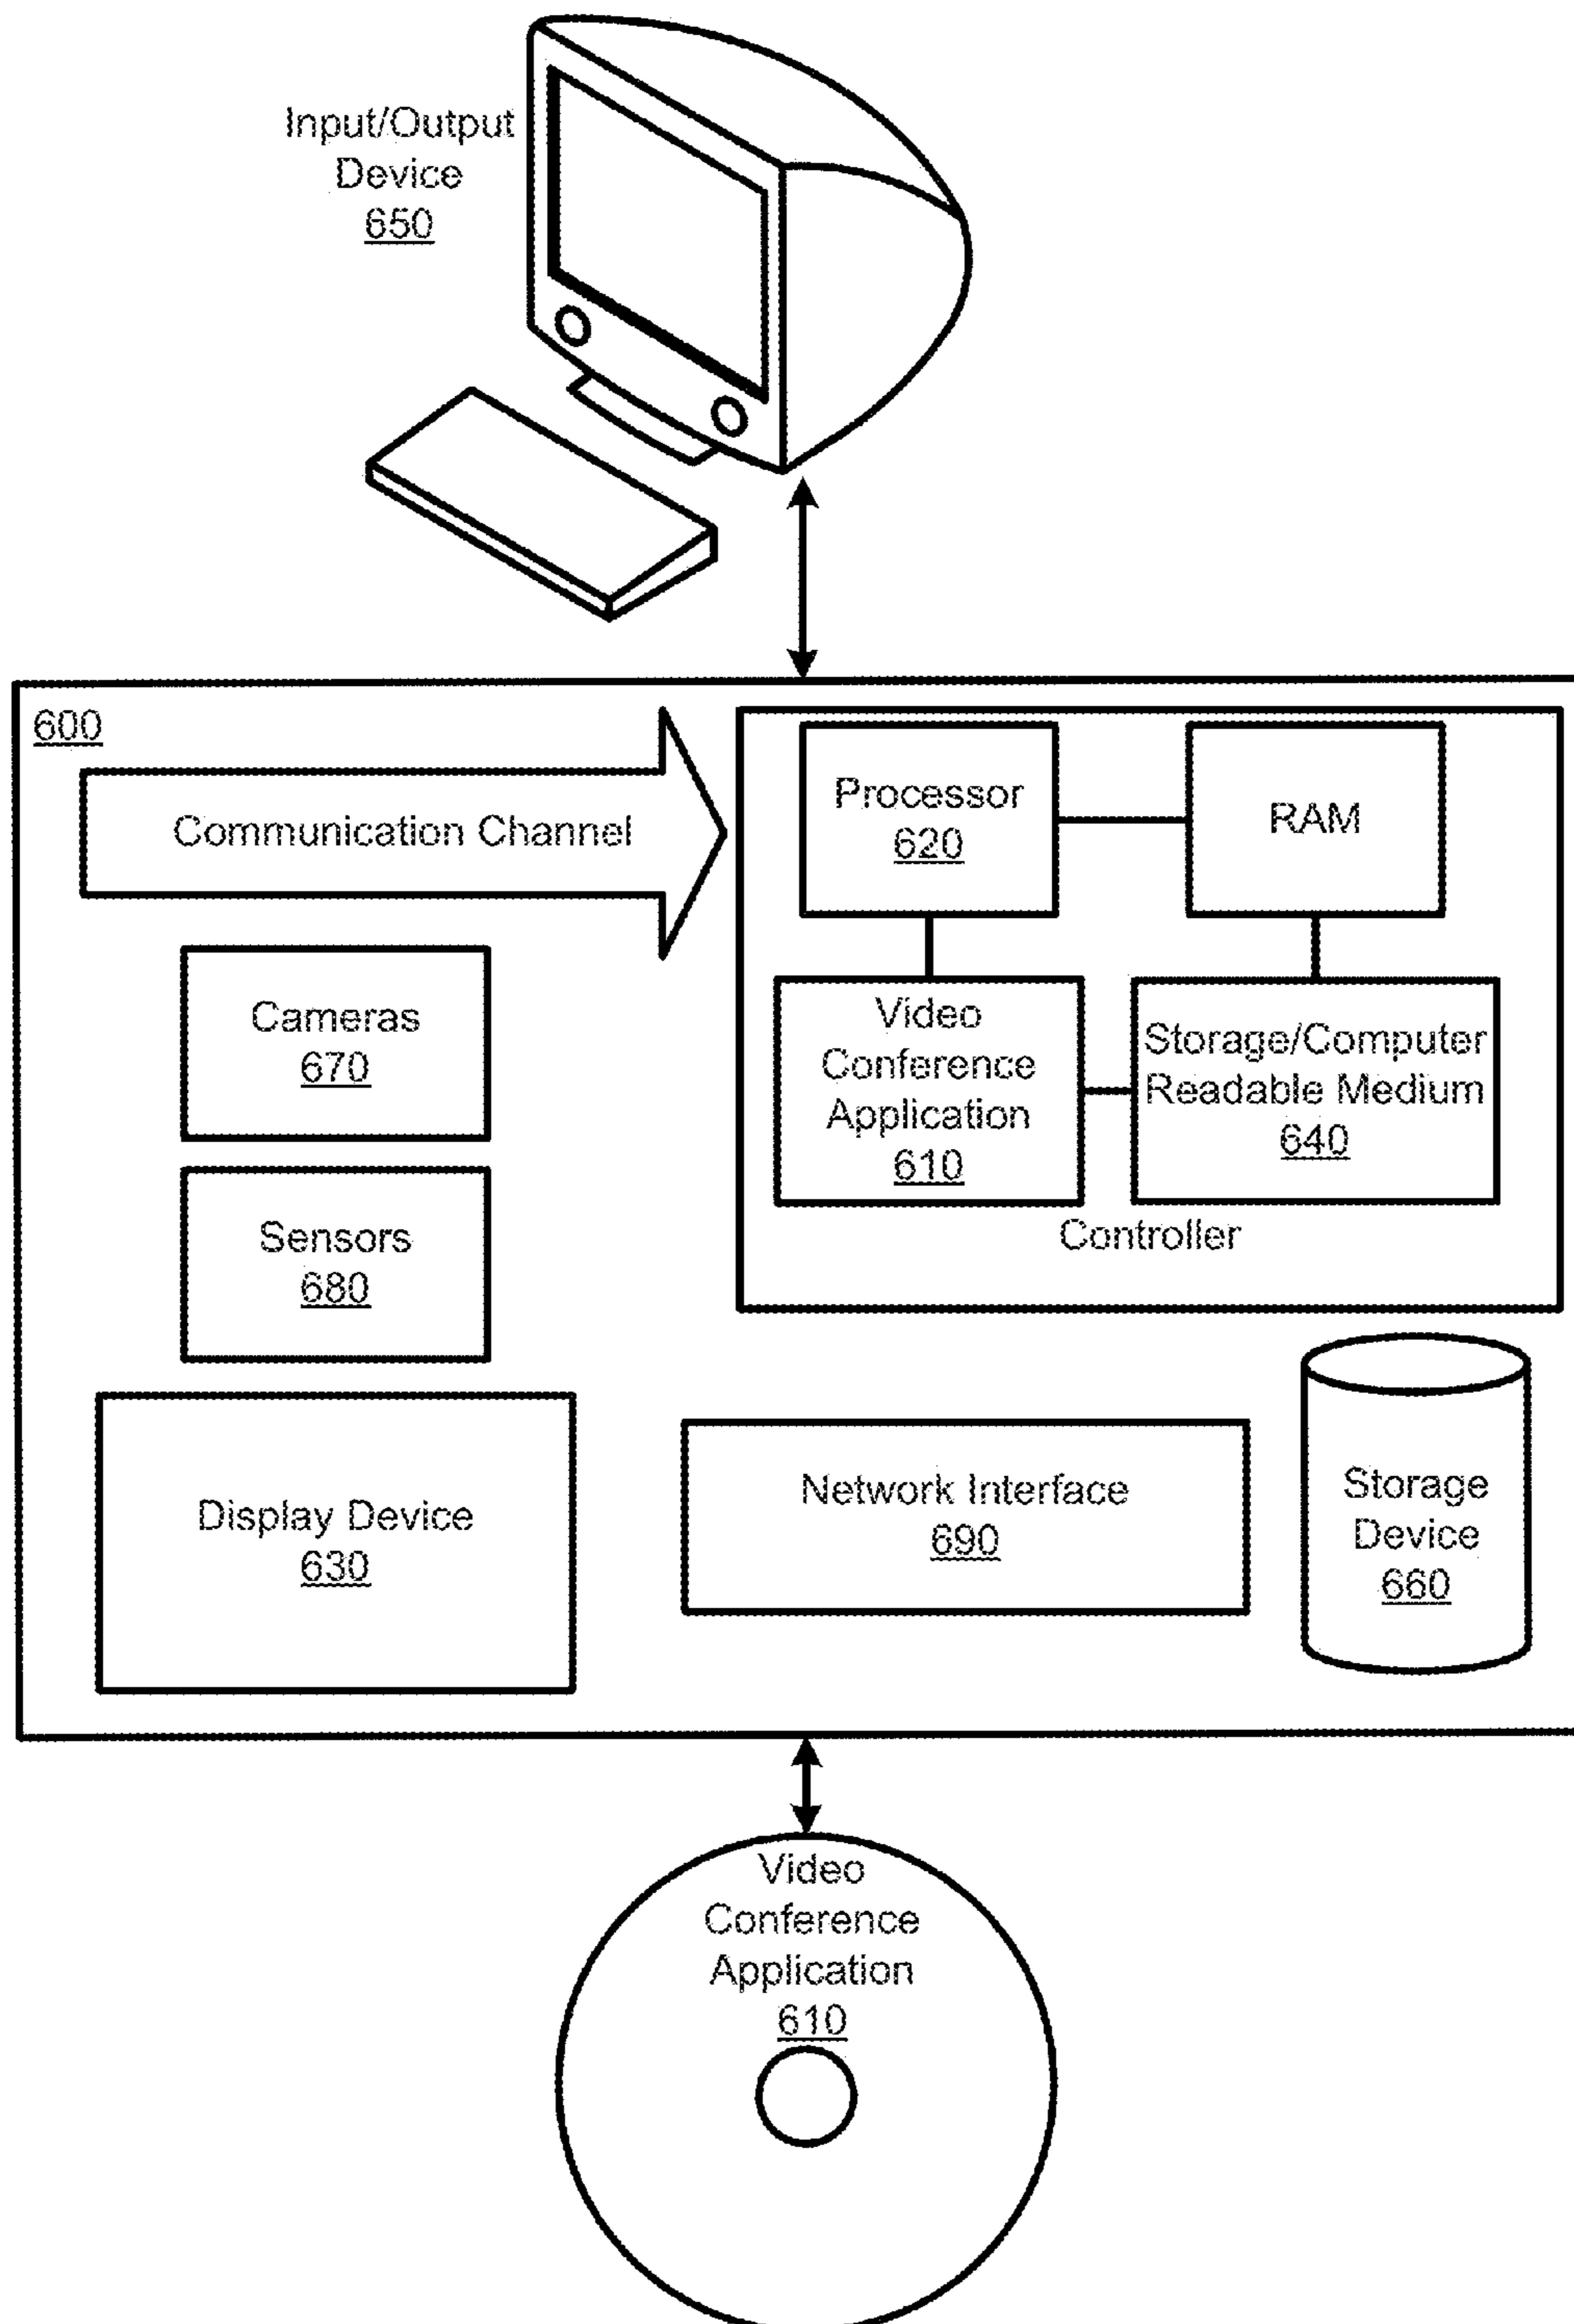 Input/Output
Device
650
600
Communication Channel
Processor
620
RAM
Cameras
670
Video
Conference
Application
610
Storage/Computer
Readable Medium
640
Controller
Sensors
680
Display Device
630
Network Interface
690
Storage
Device
660
Video
Conference
Application
610